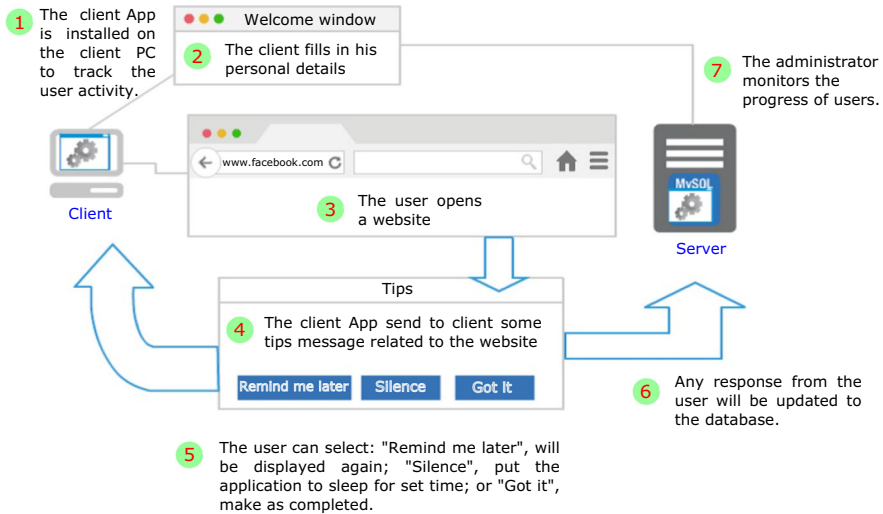 1
The client App
is installed on
the client PC
to track the
user activity.
Welcome window
2
The client fills in his
personal details
7
The administrator
monitors the
progress of users.
www.facebook.com
3
The user opens
a website
Client
MySQL
Server
Tips
4
The client App send to client some
tips message related to the website
Remind me later
Silence
Got it
6
Any response from the
user will be updated to
the database.
5
The user can select: "Remind me later", will
be displayed again; "Silence", put the
application to sleep for set time; or "Got it",
make as completed.